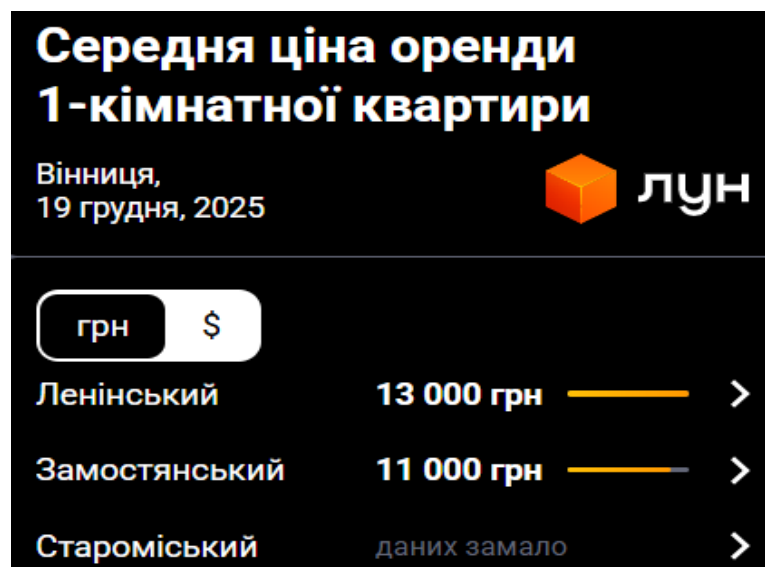 Середня ціна оренди
1-кімнатної квартири
Вінниця,
19 грудня, 2025
лун
грн $
Ленінський 13 000 грн
Замостянський 11 000 грн
Староміський даних замало